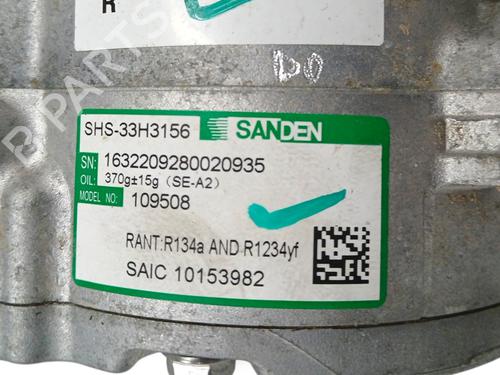 R
SHS-33H3156 SANDEN
SN: 1632209280020935
OIL: 370g±15g (SE-A2)
MODEL NO: 109508
RANT:R134a AND R1234yf
SAIC 10153982